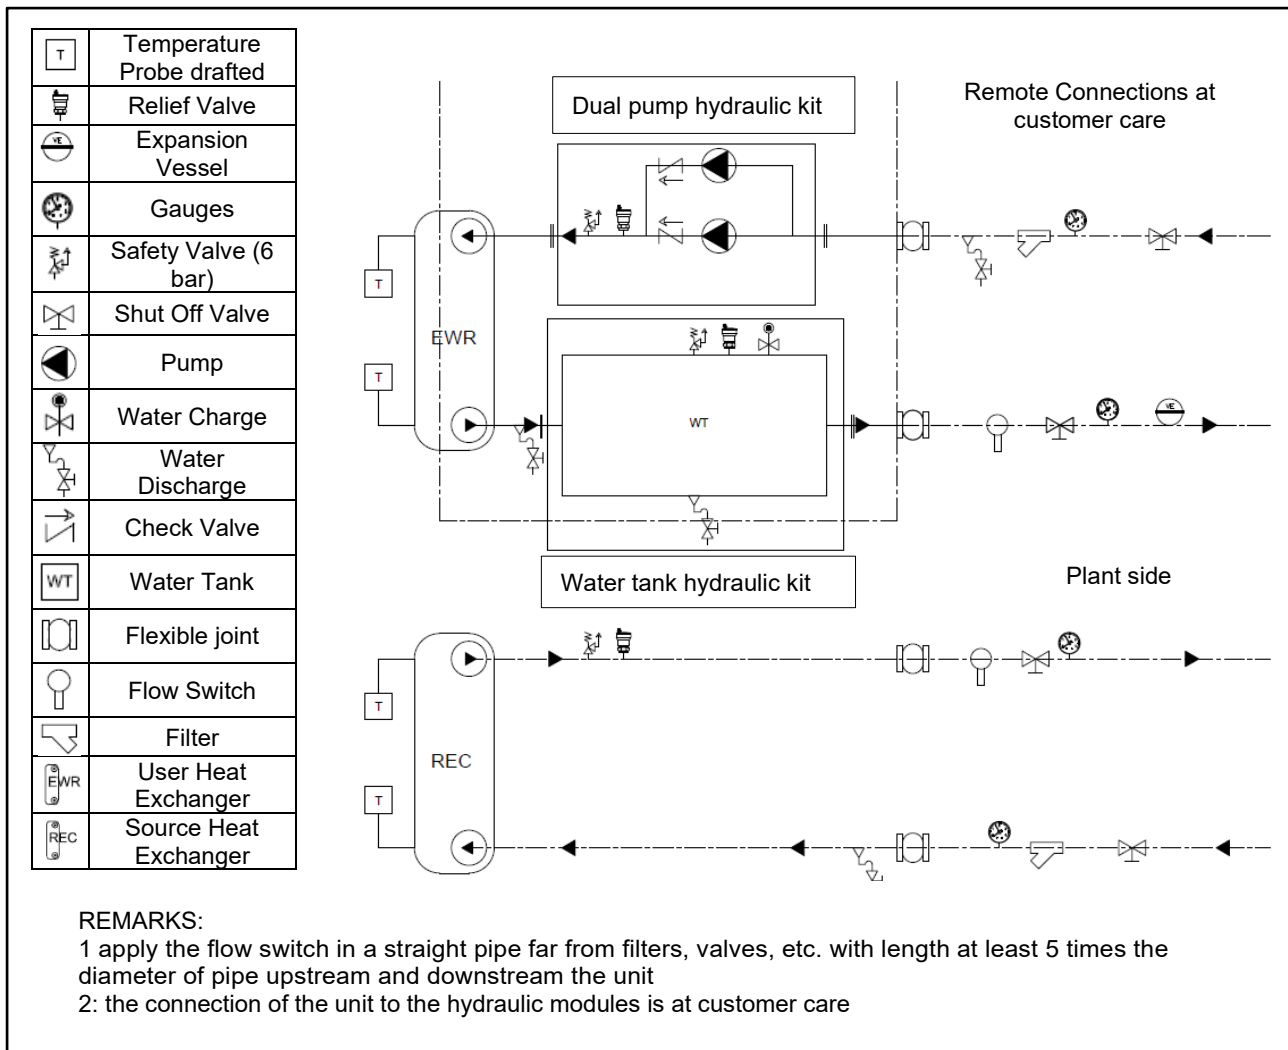 T
Temperature
Probe drafted
Relief Valve
VE
Expansion
Vessel
Gauges
Safety Valve (6
bar)
Shut Off Valve
Pump
Water Charge
Water
Discharge
Check Valve
WT
Water Tank
Flexible joint
Flow Switch
Filter
EWR
User Heat
Exchanger
REC
Source Heat
Exchanger
Dual pump hydraulic kit
Remote Connections at
customer care
T
EWR
T
WT
VE
Water tank hydraulic kit
Plant side
T
REC
T
REMARKS:
1 apply the flow switch in a straight pipe far from filters, valves, etc. with length at least 5 times the
diameter of pipe upstream and downstream the unit
2: the connection of the unit to the hydraulic modules is at customer care